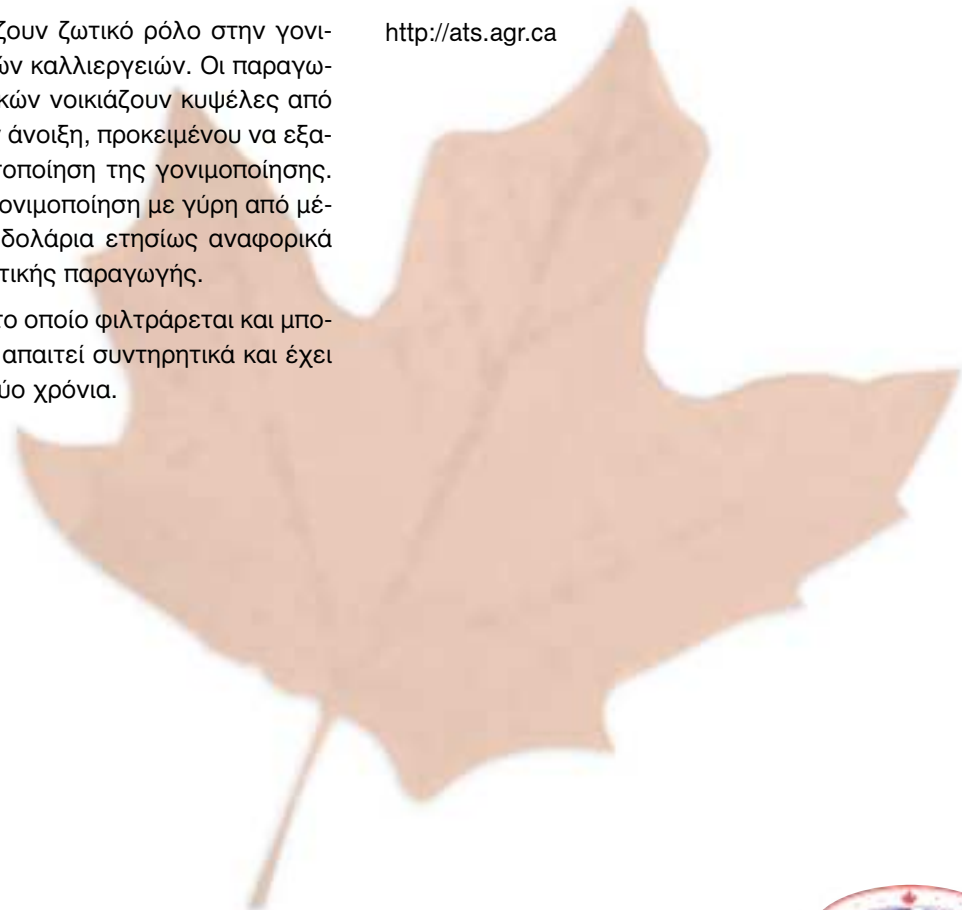 ζουν ζωτικό ρόλο στην γονι-
ών καλλιεργειών. Οι παραγω-
κών νοικιάζουν κυψέλες από
άνοιξη, προκειμένου να εξα-
τοποίηση της γονιμοποίησης.
ονιμοποίηση με γύρη από μέ-
δολάρια ετησίως αναφορικά
τικής παραγωγής.
το οποίο φιλτράρεται και μπο-
απαιτεί συντηρητικά και έχει
ύο χρόνια.
http://ats.agr.ca